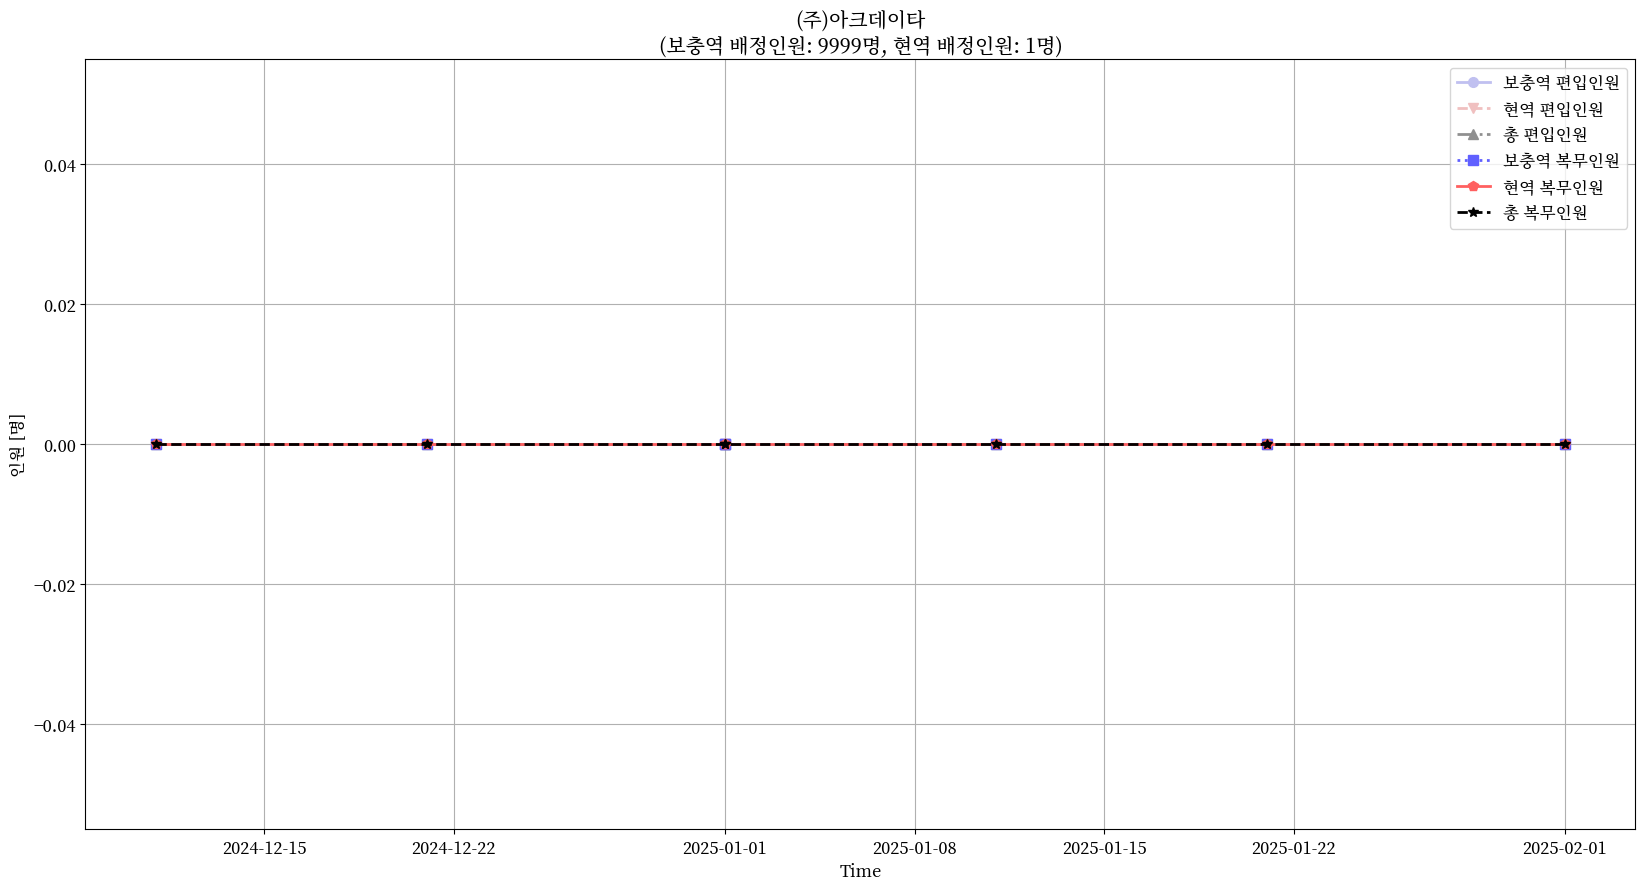 (주)아크데이타
(보충역 배정인원: 9999명, 현역 배정인원: 1명)
보충역 편입인원
현역 편입인원
총 편입인원
보충역 복무인원
현역 복무인원
총 복무인원
0.04
0.02
0.00
−0.02
−0.04
인원 [명]
2024-12-15
2024-12-22
2025-01-01
2025-01-08
2025-01-15
2025-01-22
2025-02-01
Time